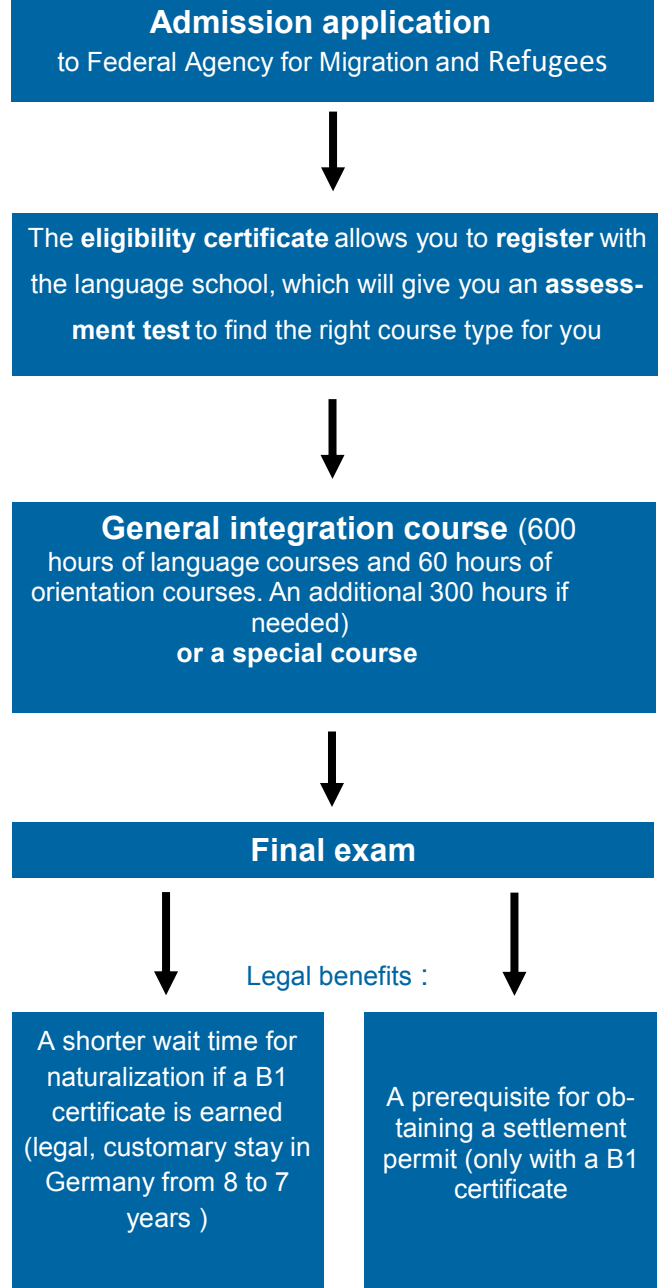 Admission application
to Federal Agency for Migration and Refugees
The eligibility certificate allows you to register with
the language school, which will give you an assess-
ment test to find the right course type for you
General integration course (600
hours of language courses and 60 hours of
orientation courses. An additional 300 hours if
needed)
or a special course
Final exam
Legal benefits :
A shorter wait time for
naturalization if a B1
certificate is earned
(legal, customary stay in
Germany from 8 to 7
years )
A prerequisite for ob-
taining a settlement
permit (only with a B1
certificate